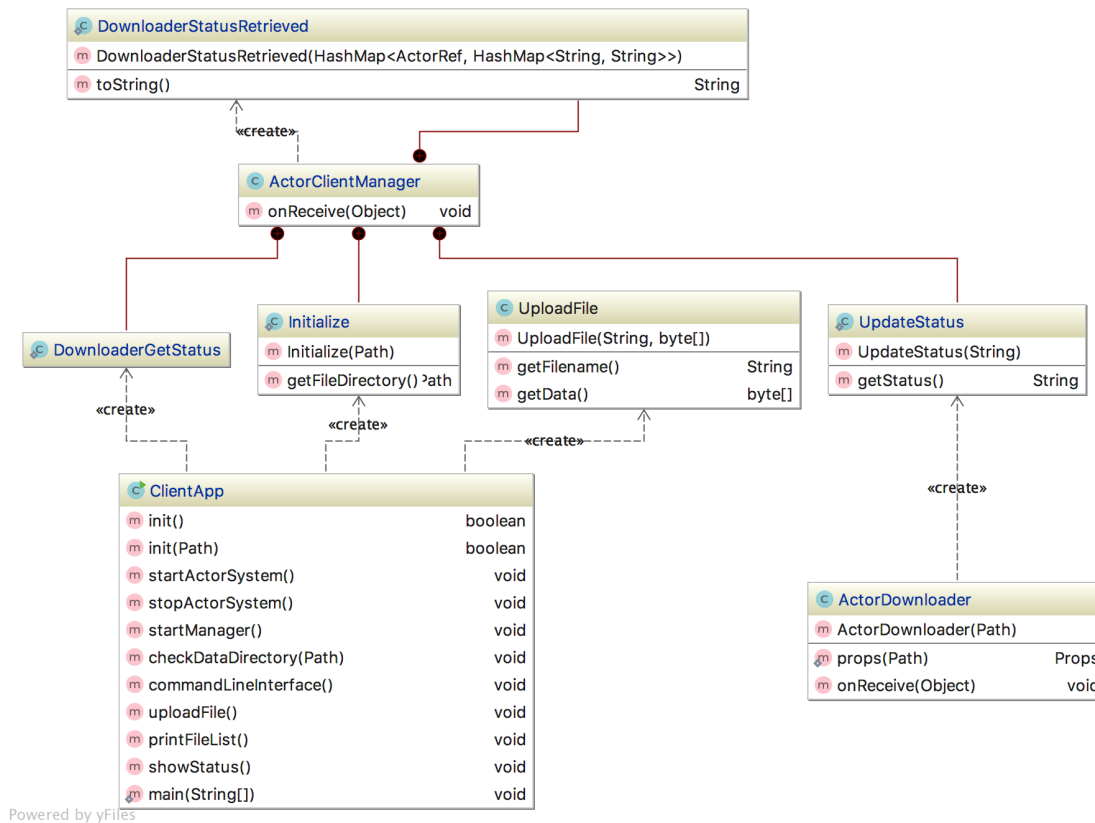 DownloaderStatusRetrieved
DownloaderStatusRetrieved(HashMap<ActorRef, HashMap<String, String>>)
toString() String
«create»
ActorClientManager
onReceive(Object) void
DownloaderGetStatus
Initialize
Initialize(Path)
getFileDirectory() Path
UploadFile
UploadFile(String, byte[])
getFilename() String
getData() byte[]
UpdateStatus
UpdateStatus(String)
getStatus() String
«create»
«create»
«create»
«create»
ClientApp
init() boolean
init(Path) boolean
startActorSystem() void
stopActorSystem() void
startManager() void
checkDataDirectory(Path) void
commandLineInterface() void
uploadFile() void
printFileList() void
showStatus() void
main(String[]) void
ActorDownloader
ActorDownloader(Path)
props(Path) Props
onReceive(Object) void
Powered by yFiles